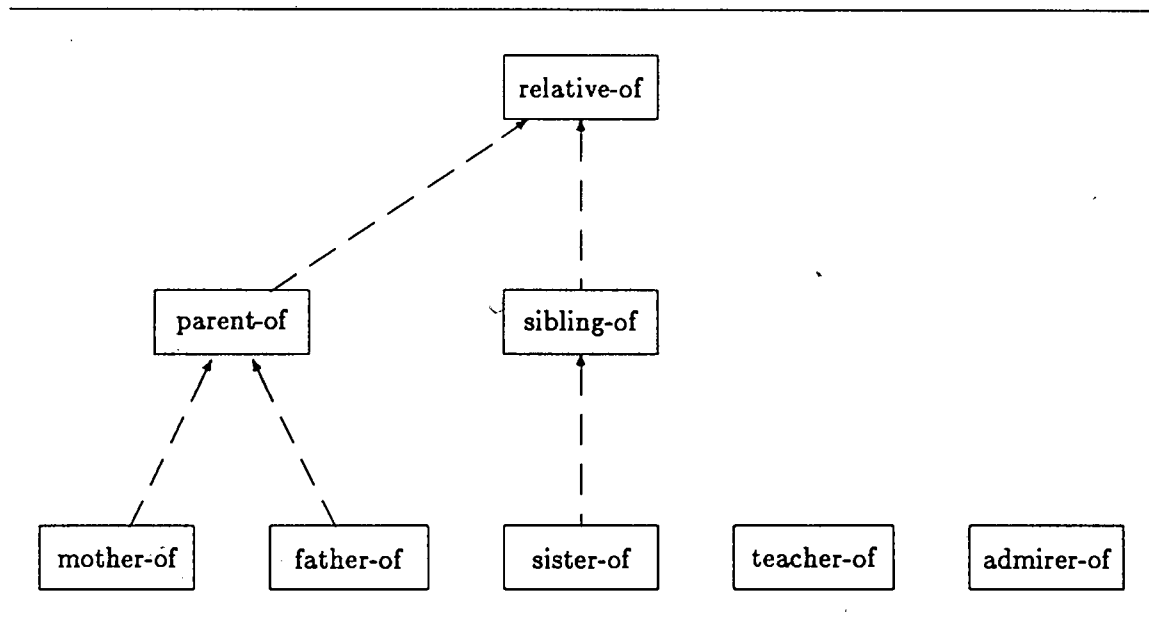 relative-of
parent-of
sibling-of
mother-of
father-of
sister-of
teacher-of
admirer-of